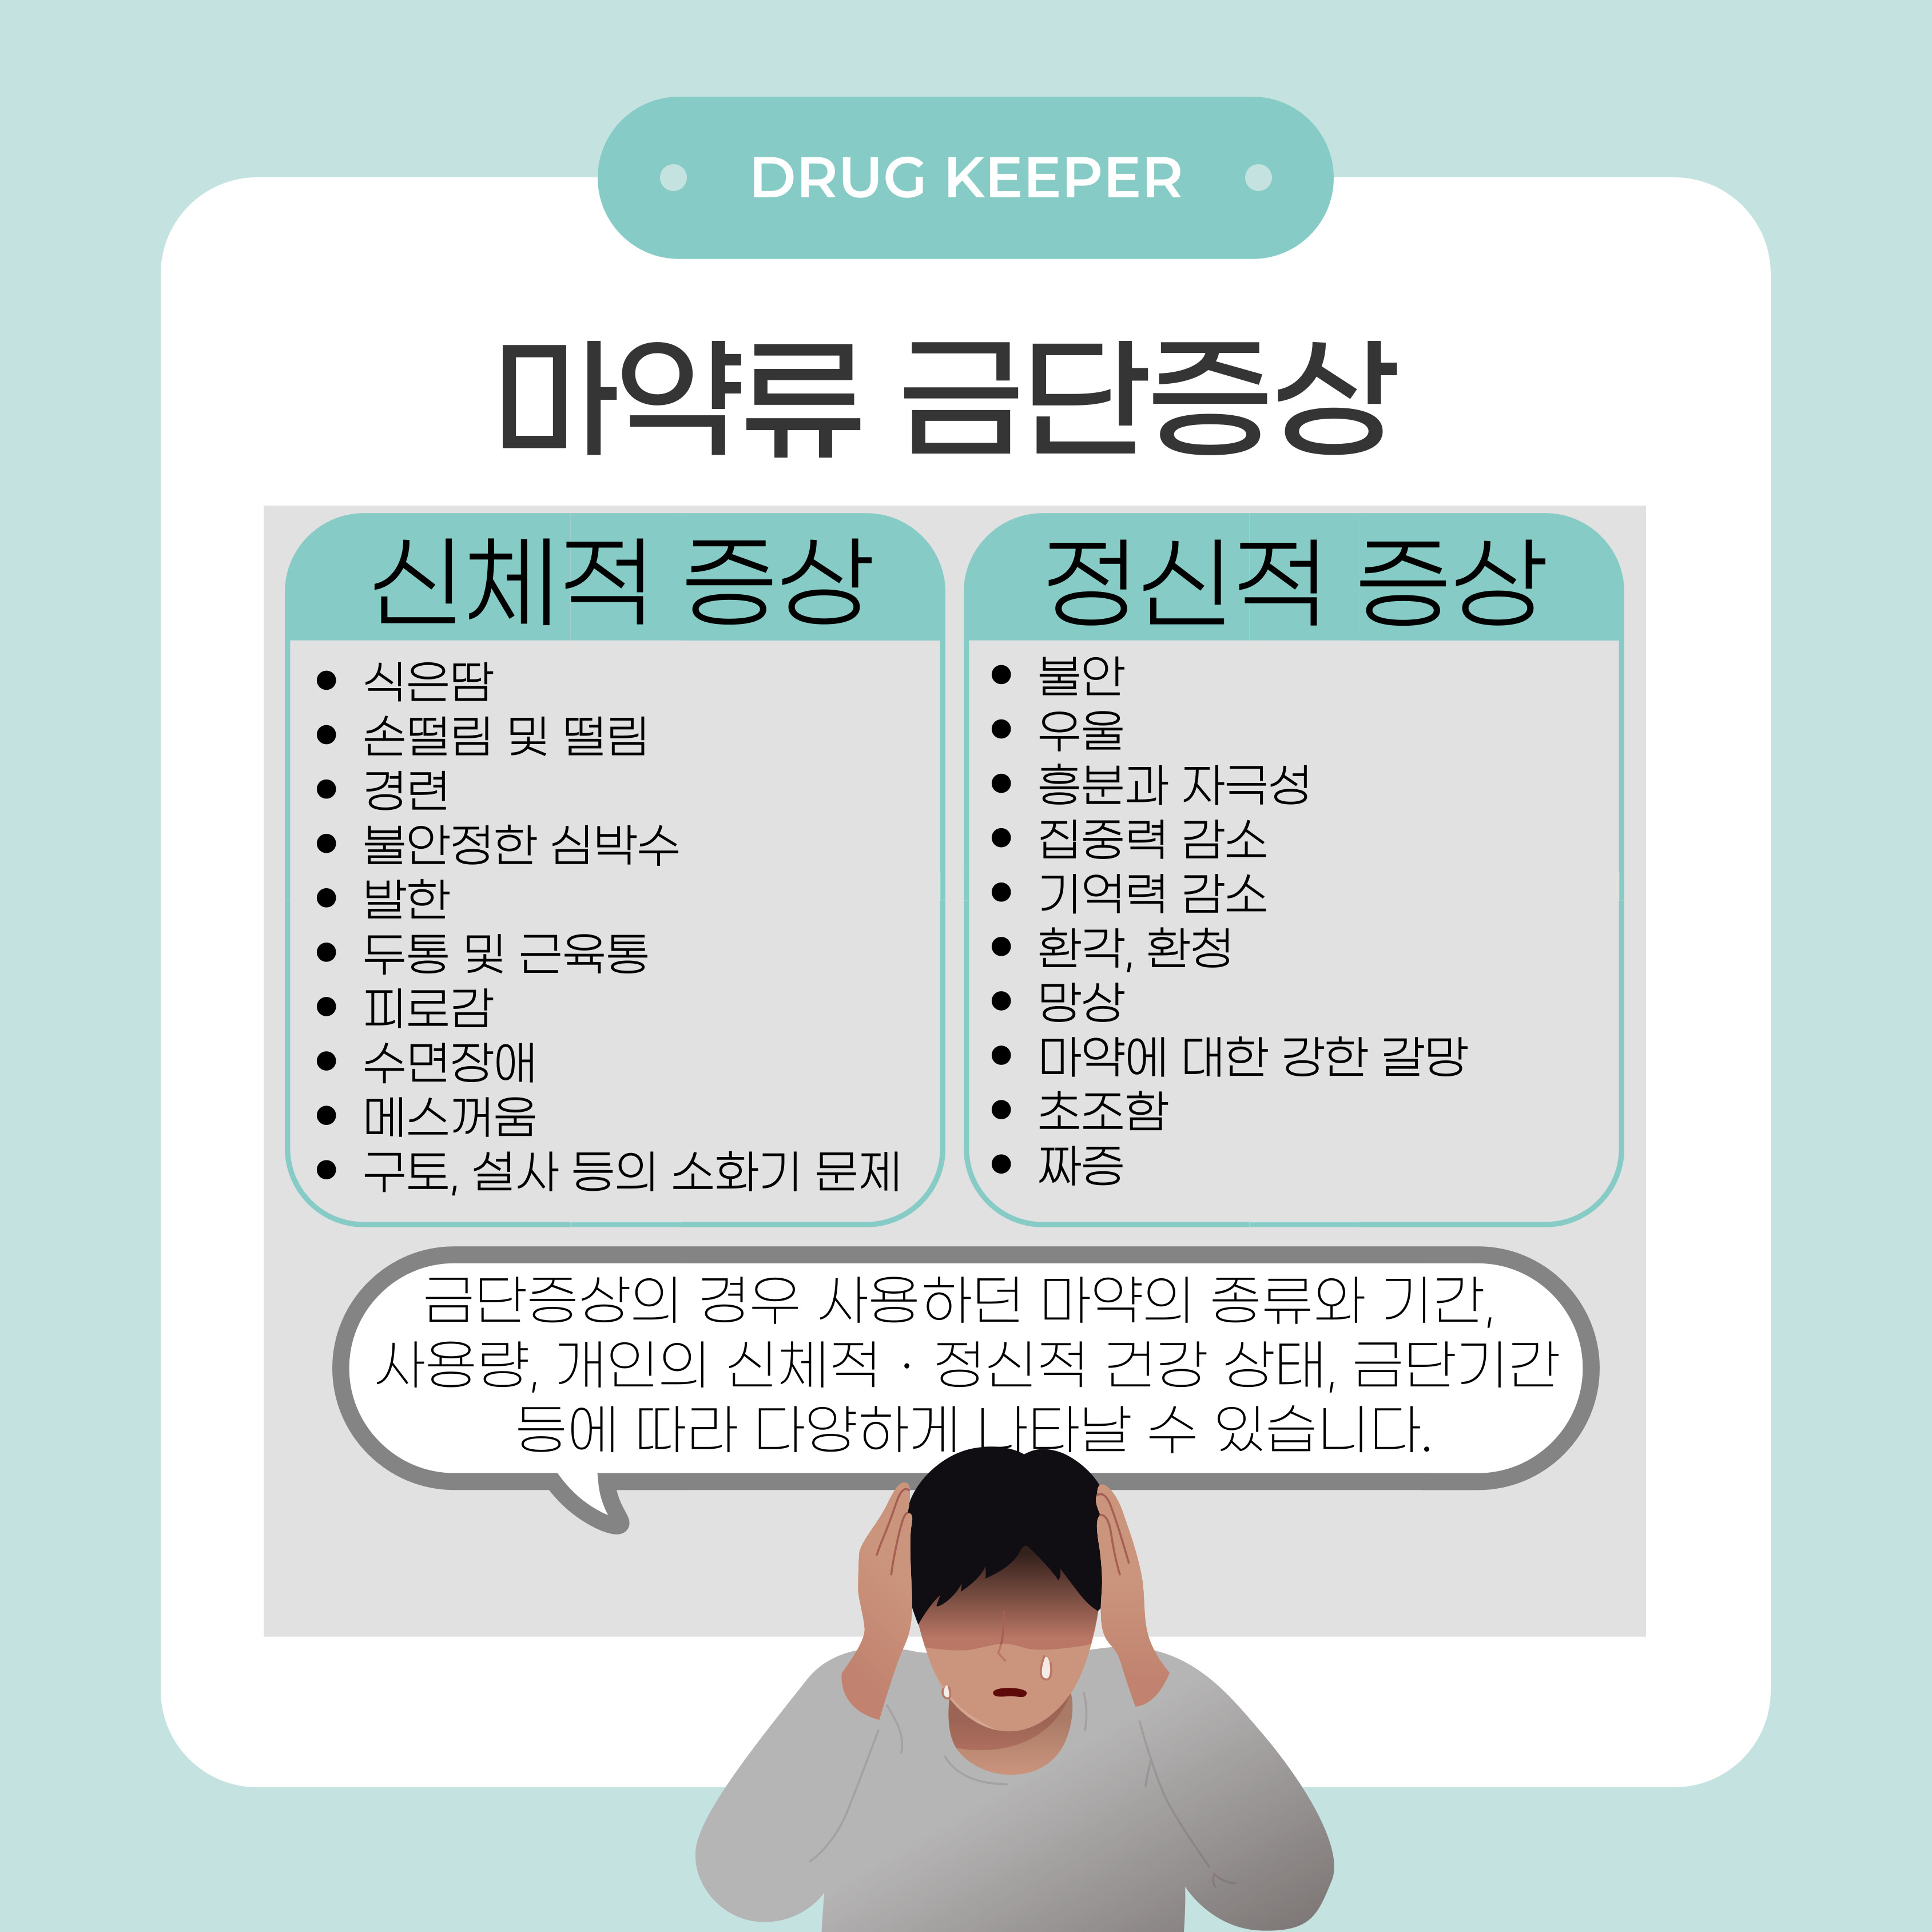 DRUG KEEPER
마약류 금단증상
신체적 증상
• 식은땀
• 손떨림 및 떨림
• 경련
• 불안정한 심박수
• 발한
• 두통 및 근육통
• 피로감
• 수면장애
• 메스꺼움
• 구토, 설사 등의 소화기 문제
정신적 증상
• 불안
• 우울
• 흥분과 자극성
• 집중력 감소
• 기억력 감소
• 환각, 환청
• 망상
• 마약에 대한 강한 갈망
• 초조함
• 짜증
금단증상의 경우 사용하던 마약의 종류와 기간,
사용량, 개인의 신체적 · 정신적 건강 상태, 금단기간
등에 따라 다양하게 나타날 수 있습니다.